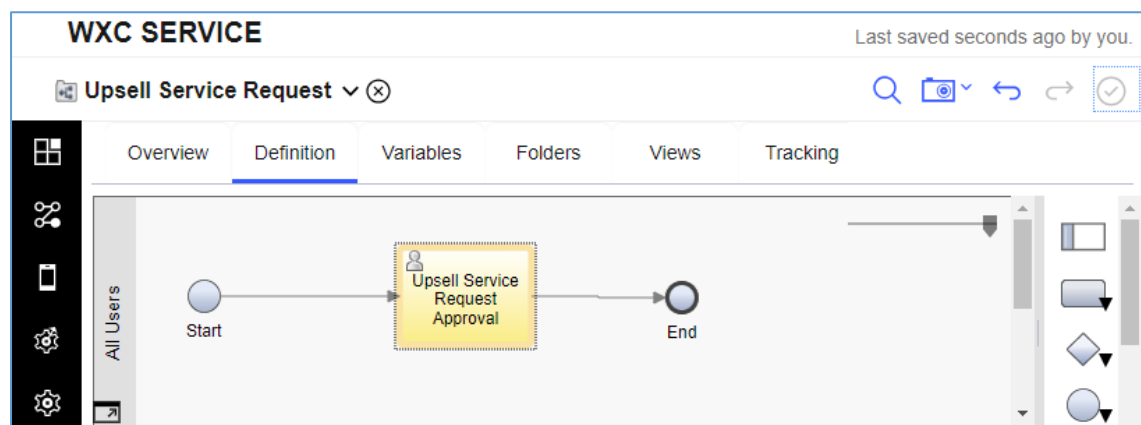 WXC SERVICE
Last saved seconds ago by you.
Upsell Service Request
Overview
Definition
Variables
Folders
Views
Tracking
All Users
Start
Upsell Service
Request
Approval
End